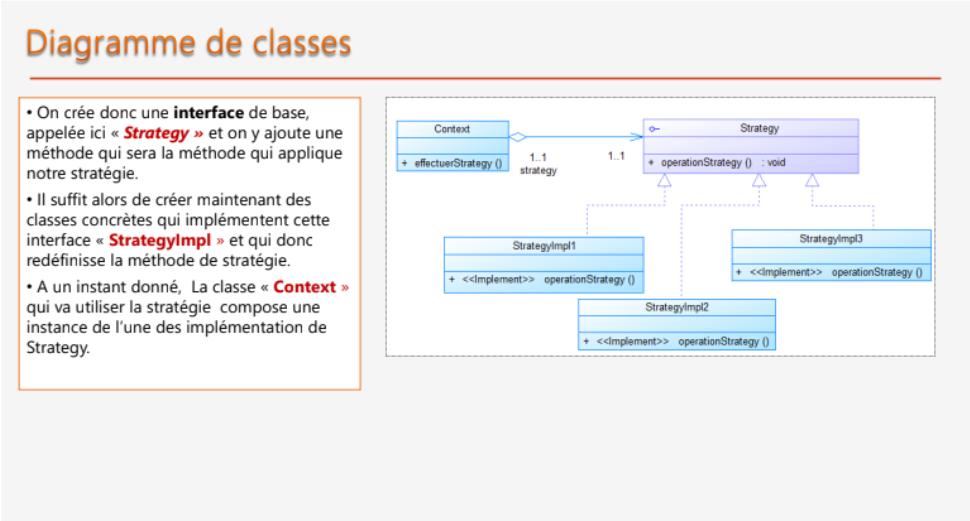 Diagramme de classes
• On crée donc une interface de base,
appelée ici « Strategy » et on y ajoute une
méthode qui sera la méthode qui applique
notre stratégie.
• Il suffit alors de créer maintenant des
classes concrètes qui implémentent cette
interface « StrategyImpl » et qui donc
redéfinisse la méthode de stratégie.
• A un instant donné,  La classe « Context »
qui va utiliser la stratégie  compose une
instance de l'une des implémentation de
Strategy.
Context
+ effectuerStrategy ()
1..1
strategy
1..1
Strategy
+ operationStrategy () : void
StrategyImpl1
+ <<Implement>> operationStrategy ()
StrategyImpl3
+ <<Implement>> operationStrategy ()
StrategyImpl2
+ <<Implement>> operationStrategy ()